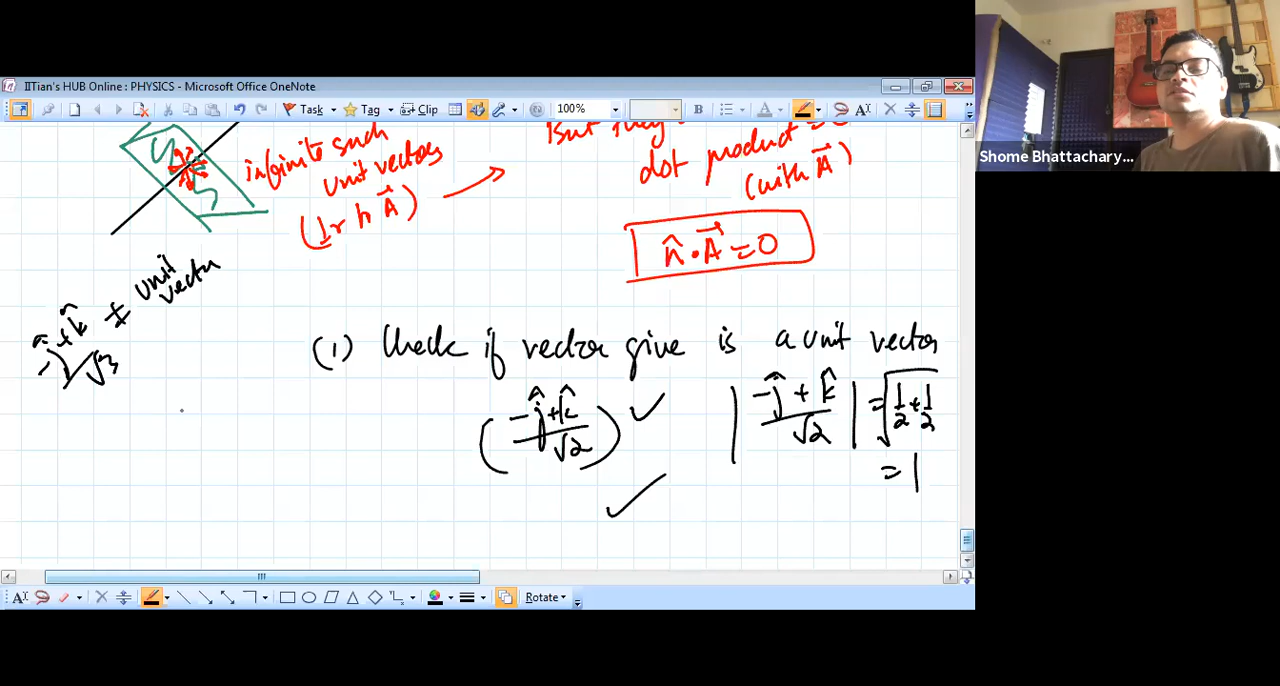 IITian's HUB Online : PHYSICS - Microsoft Office OneNote
Task
Tag
Clip
100%
B
A
infinite such
unit vectors
(⊥r to A⃗)
But they
dot product =
(with A⃗)
n̂ · A⃗ = 0
ĵ + k̂ ≠ unit
vector
√3
(1) Check if vector give is a unit vector
(-ĵ + k̂ / √2) ✓
| -ĵ + k̂ / √2 | = √(1/2 + 1/2)
= 1
✓
Rotate
Shome Bhattachary...